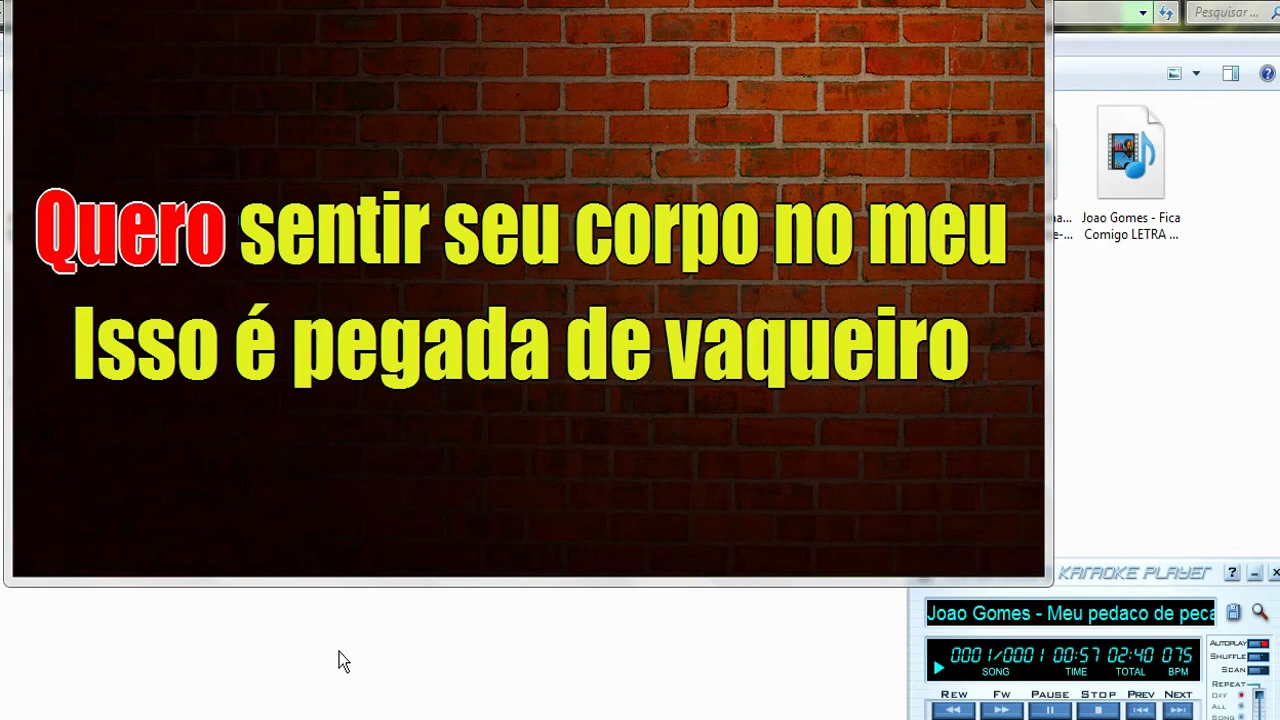 Pesquisar ...
Quero sentir seu corpo no meu
Isso é pegada de vaqueiro
a... Joao Gomes - Fica
e-... Comigo LETRA ...
KARAOKE PLAYER ?
Joao Gomes - Meu pedaco de peca
0001/0001 00:57 02:40 075
SONG TIME TOTAL BPM
AUTOPLAY
SHUFFLE
SCAN
REPEAT
OFF
ALL
SONG
REW FW PAUSE STOP PREV NEXT